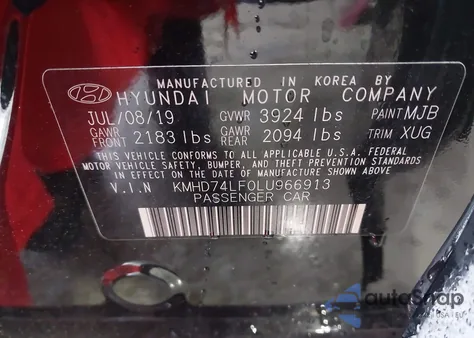 MANUFACTURED IN KOREA BY
HYUNDAI MOTOR COMPANY
JUL/08/19 GVWR 3924 lbs PAINT MJB
GAWR FRONT 2183 lbs GAWR REAR 2094 lbs TRIM XUG
THIS VEHICLE CONFORMS TO ALL APPLICABLE U.S.A. FEDERAL
MOTOR VEHICLE SAFETY, BUMPER, AND THEFT PREVENTION STANDARDS
IN EFFECT ON THE DATE OF MANUFACTURE SHOWN ABOVE.
V.I.N KMHD74LF0LU966913
PASSENGER CAR
autoSnap